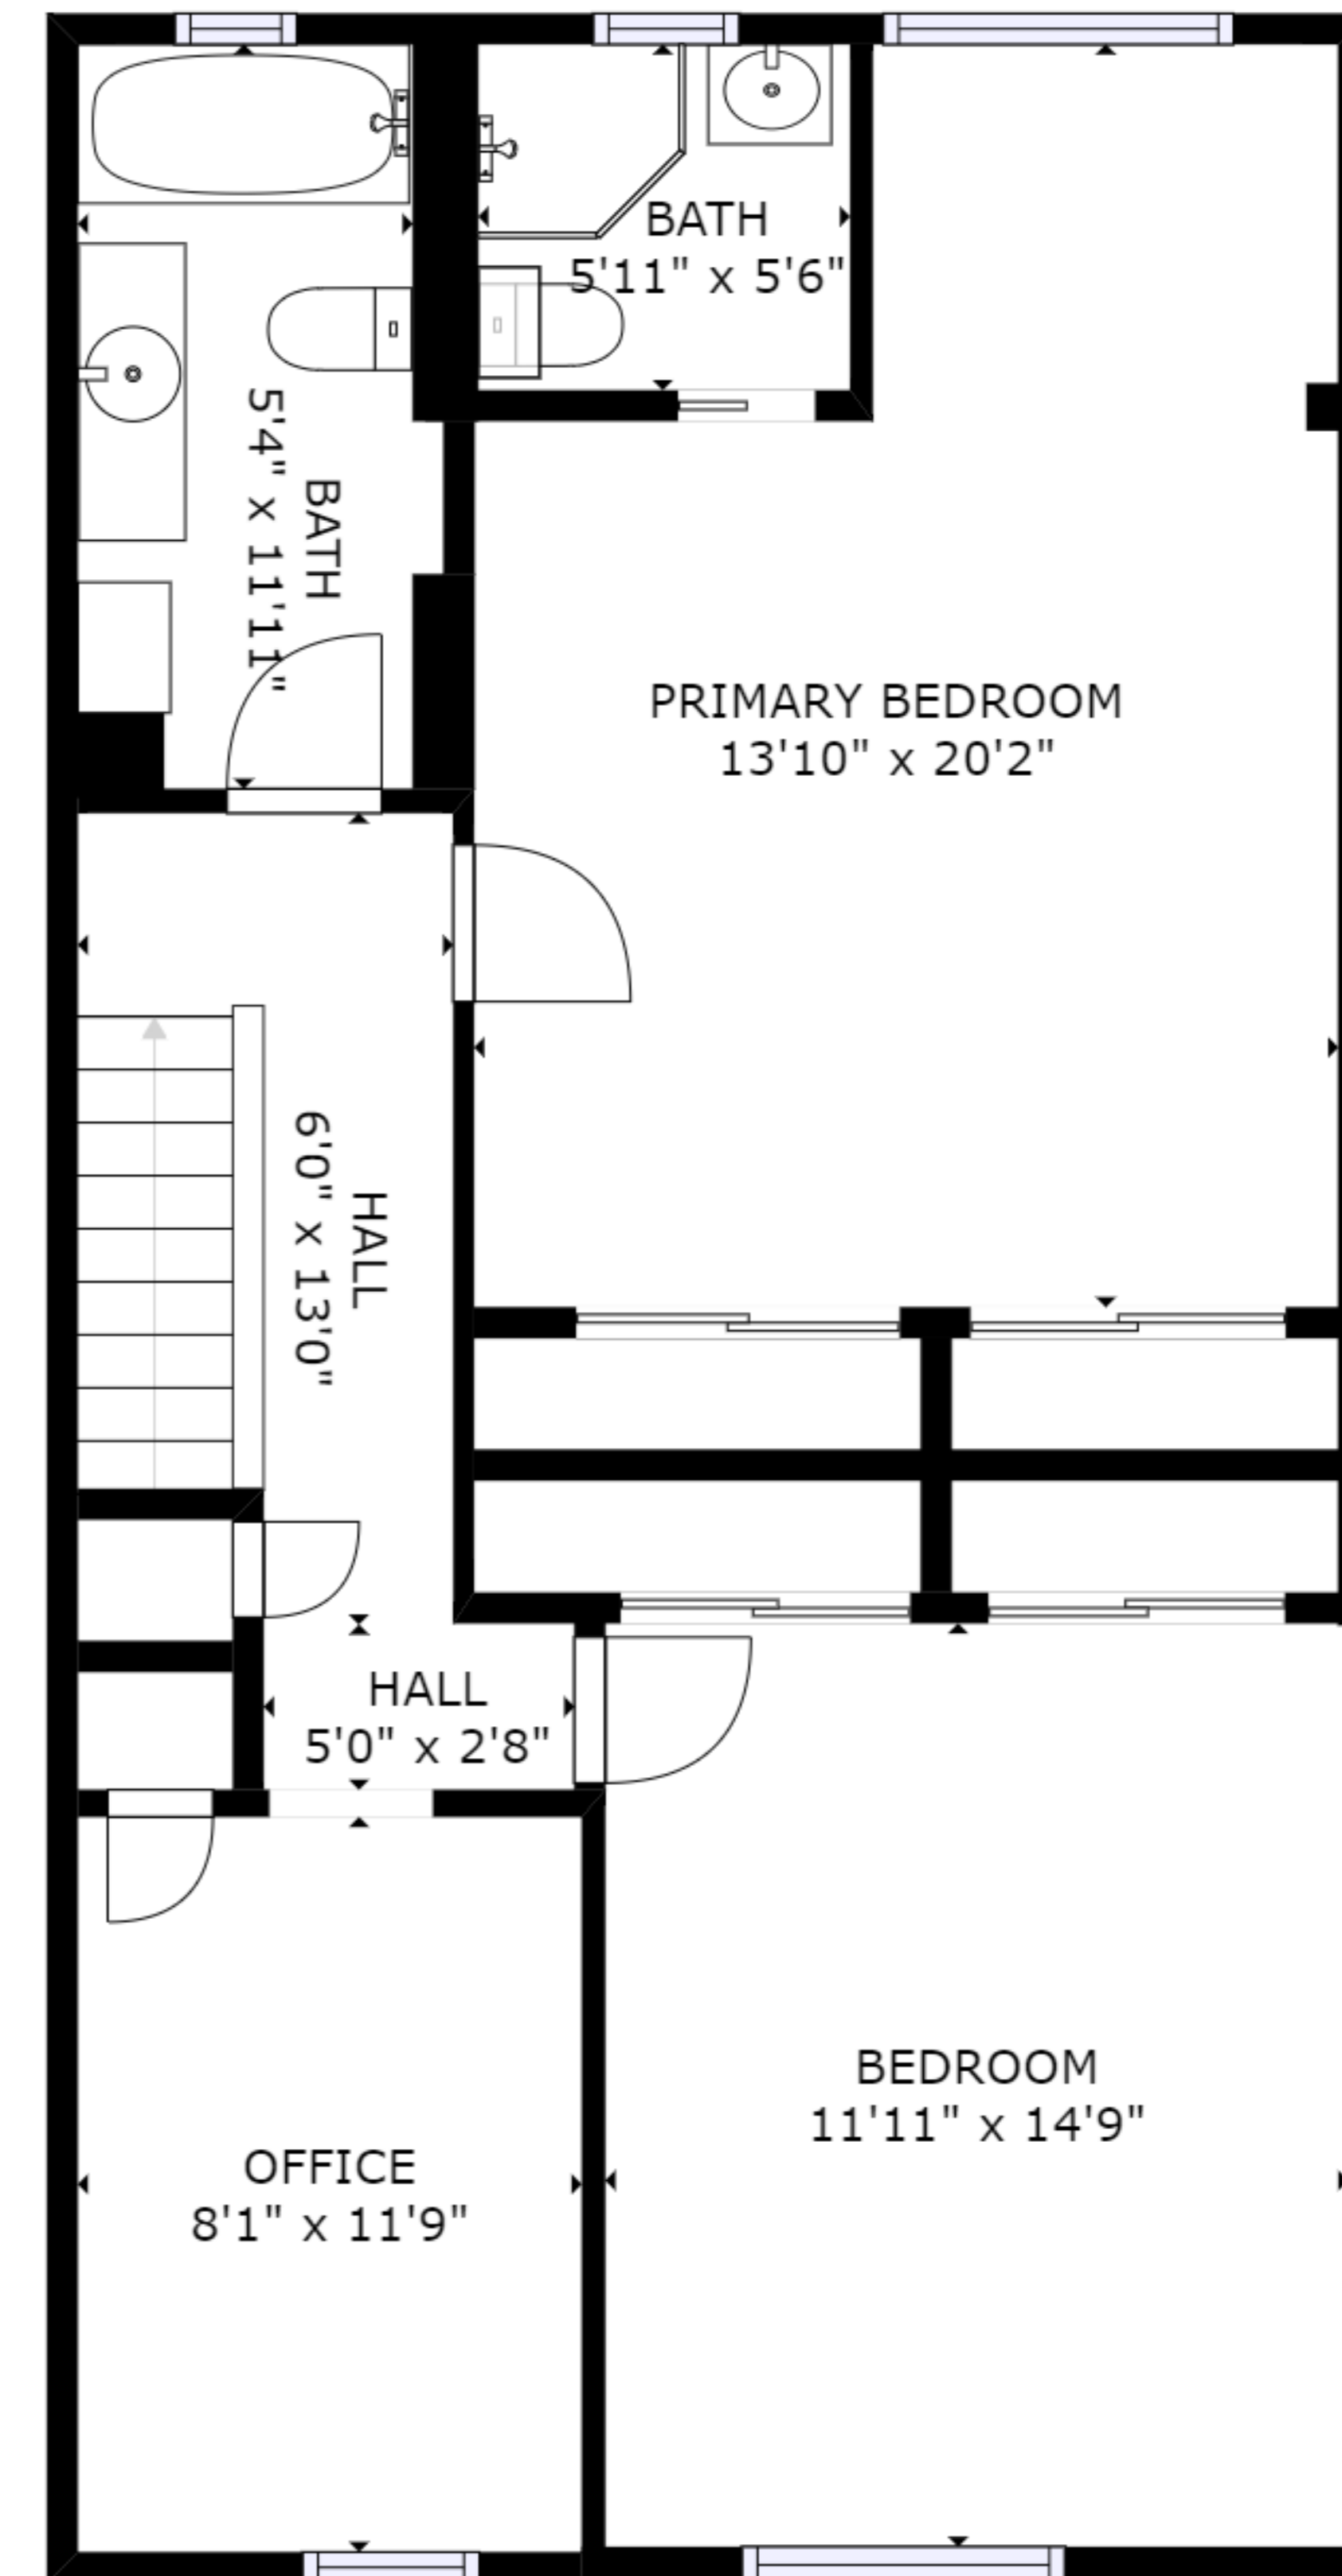 BATH
5'11" x 5'6"
BATH
5'4" x 11'11"
PRIMARY BEDROOM
13'10" x 20'2"
HALL
6'0" x 13'0"
HALL
5'0" x 2'8"
BEDROOM
11'11" x 14'9"
OFFICE
8'1" x 11'9"